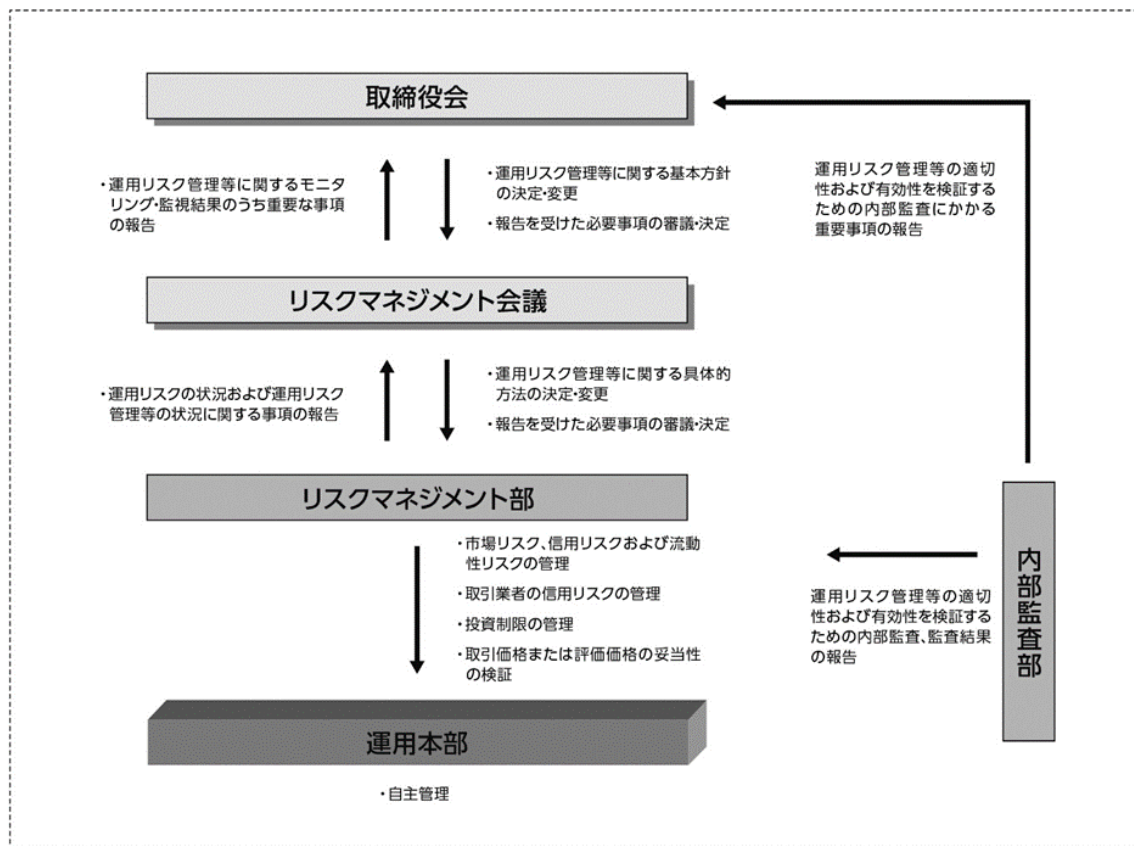 取締役会
・運用リスク管理等に関するモニタ
リング・監視結果のうち重要な事項
の報告
・運用リスク管理等に関する基本方針
の決定・変更
・報告を受けた必要事項の審議・決定
運用リスク管理等の適切
性および有効性を検証する
ための内部監査にかかる
重要事項の報告
リスクマネジメント会議
・運用リスクの状況および運用リスク
管理等の状況に関する事項の報告
・運用リスク管理等に関する具体的
方法の決定・変更
・報告を受けた必要事項の審議・決定
リスクマネジメント部
・市場リスク、信用リスクおよび流動
性リスクの管理
・取引業者の信用リスクの管理
・投資制限の管理
・取引価格または評価価格の妥当性
の検証
運用リスク管理等の適切
性および有効性を検証する
ための内部監査、監査結果
の報告
内部監査部
運用本部
・自主管理